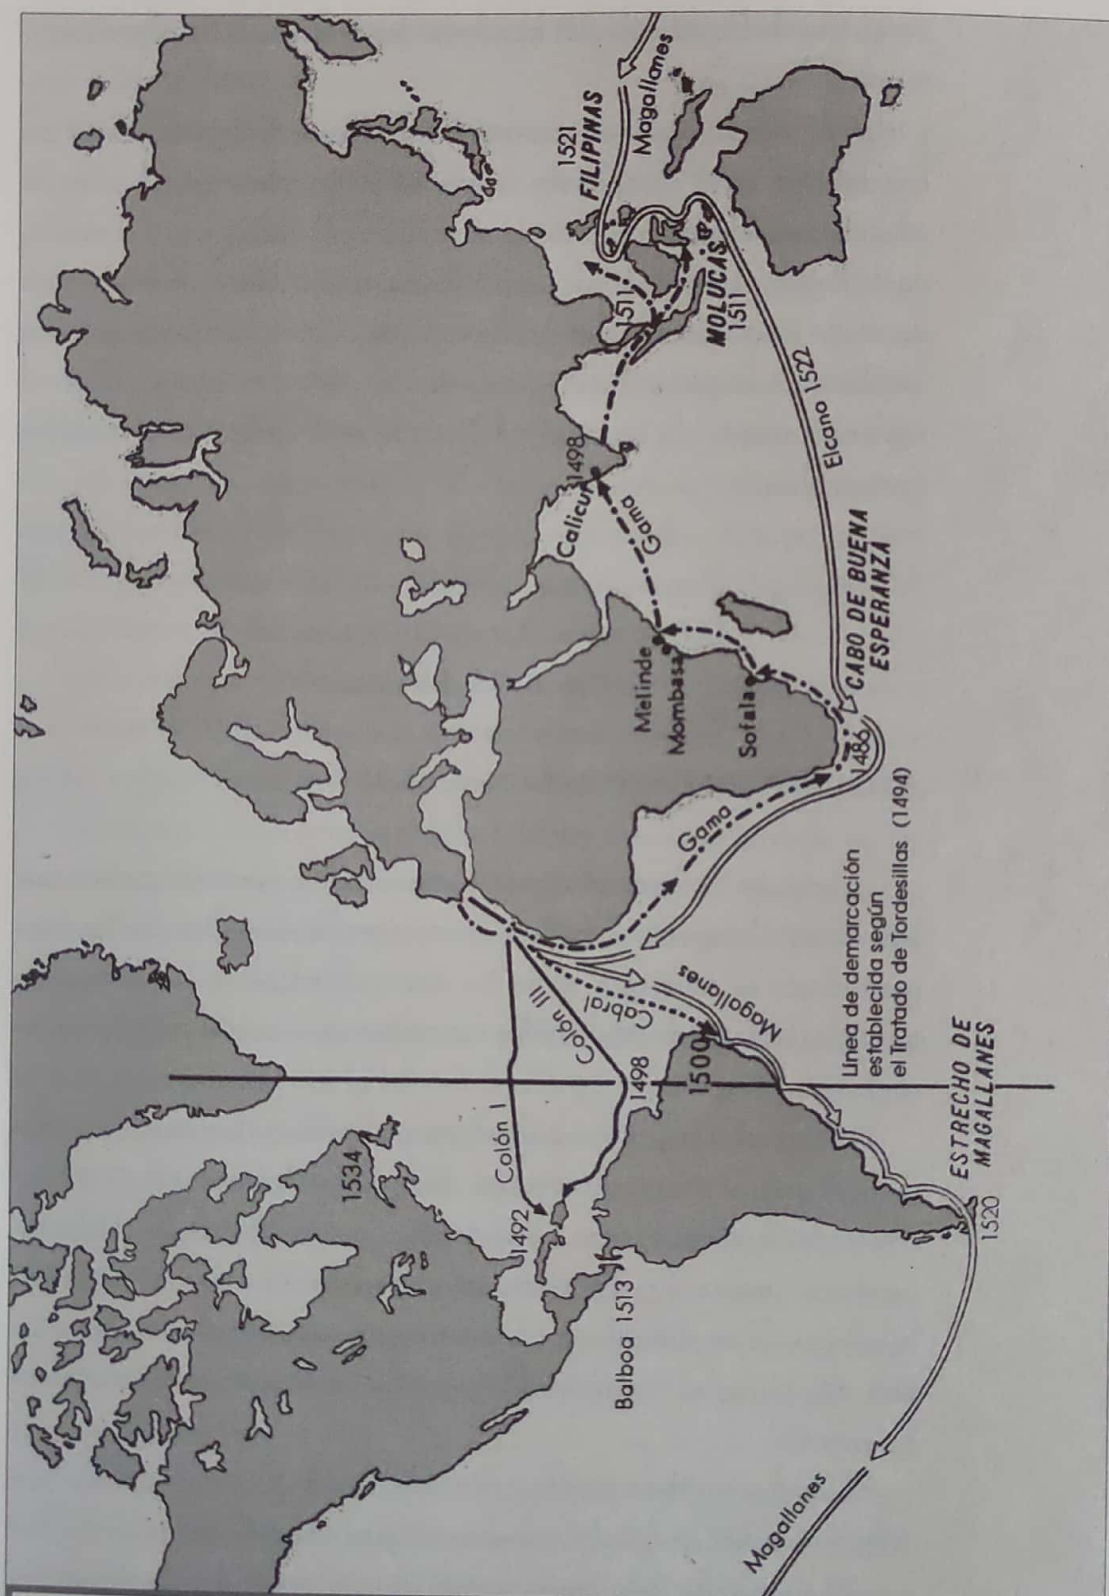 1534
1492
Colón I
Colón III
1498
Balboa 1513
1500
Cabral
Magallanes
Magallanes
Línea de demarcación
establecida según
el Tratado de Tordesillas (1494)
ESTRECHO DE
MAGALLANES
1520
Magallanes
Gama
1486
CABO DE BUENA
ESPERANZA
Melinde
Mombasa
Sofala
Gama
Calicut
1498
Elcano 1522
1511
MOLUCAS
1511
1521
FILIPINAS
Magallanes